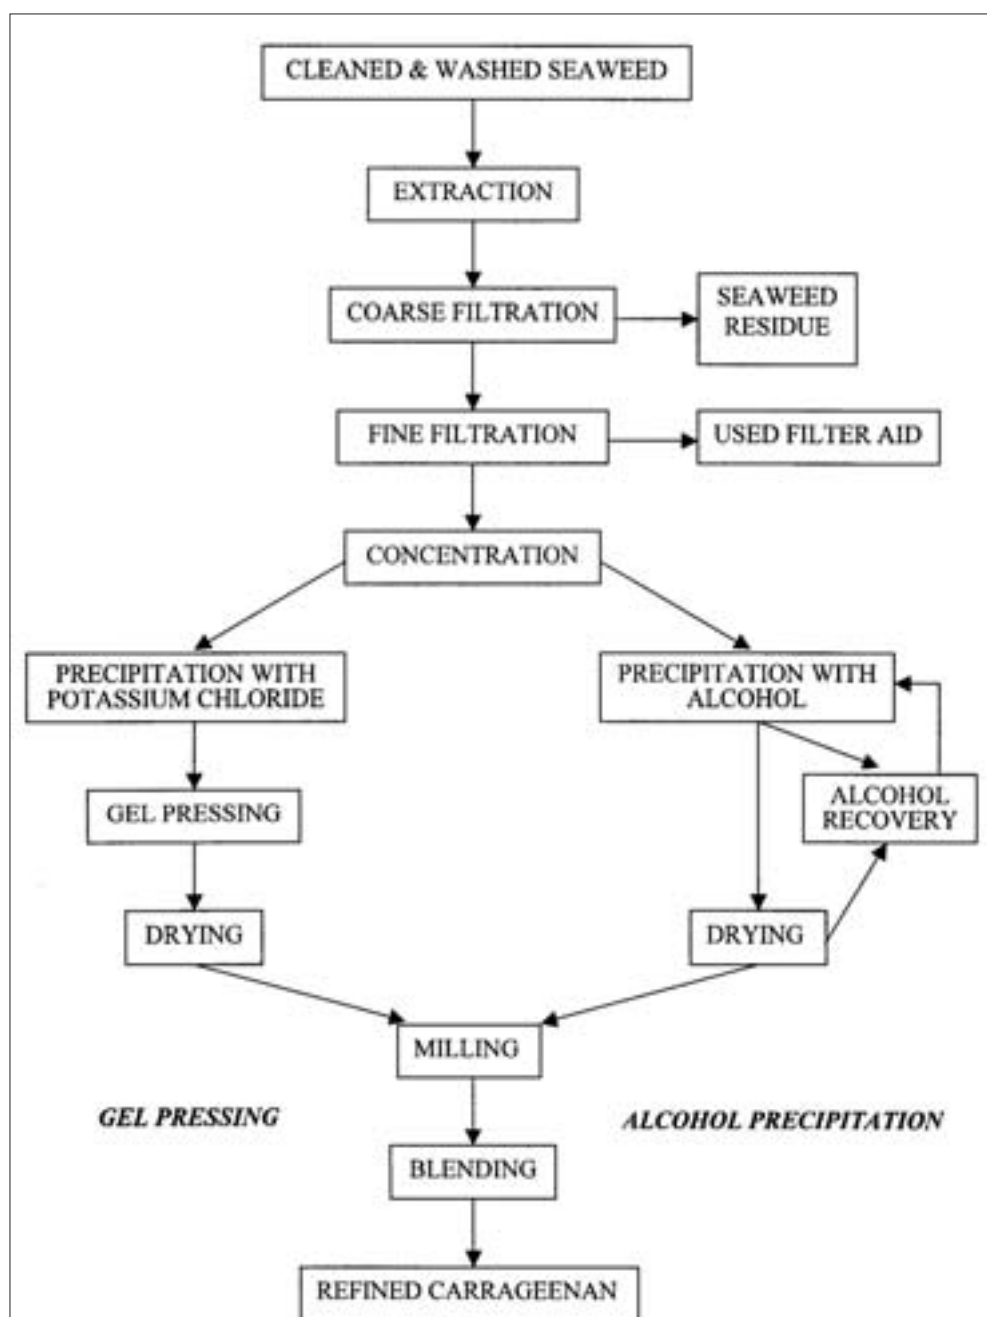 CLEANED & WASHED SEAWEED
EXTRACTION
COARSE FILTRATION
SEAWEED
RESIDUE
FINE FILTRATION
USED FILTER AID
CONCENTRATION
PRECIPITATION WITH
POTASSIUM CHLORIDE
PRECIPITATION WITH
ALCOHOL
GEL PRESSING
ALCOHOL
RECOVERY
DRYING
DRYING
MILLING
GEL PRESSING
ALCOHOL PRECIPITATION
BLENDING
REFINED CARRAGEENAN